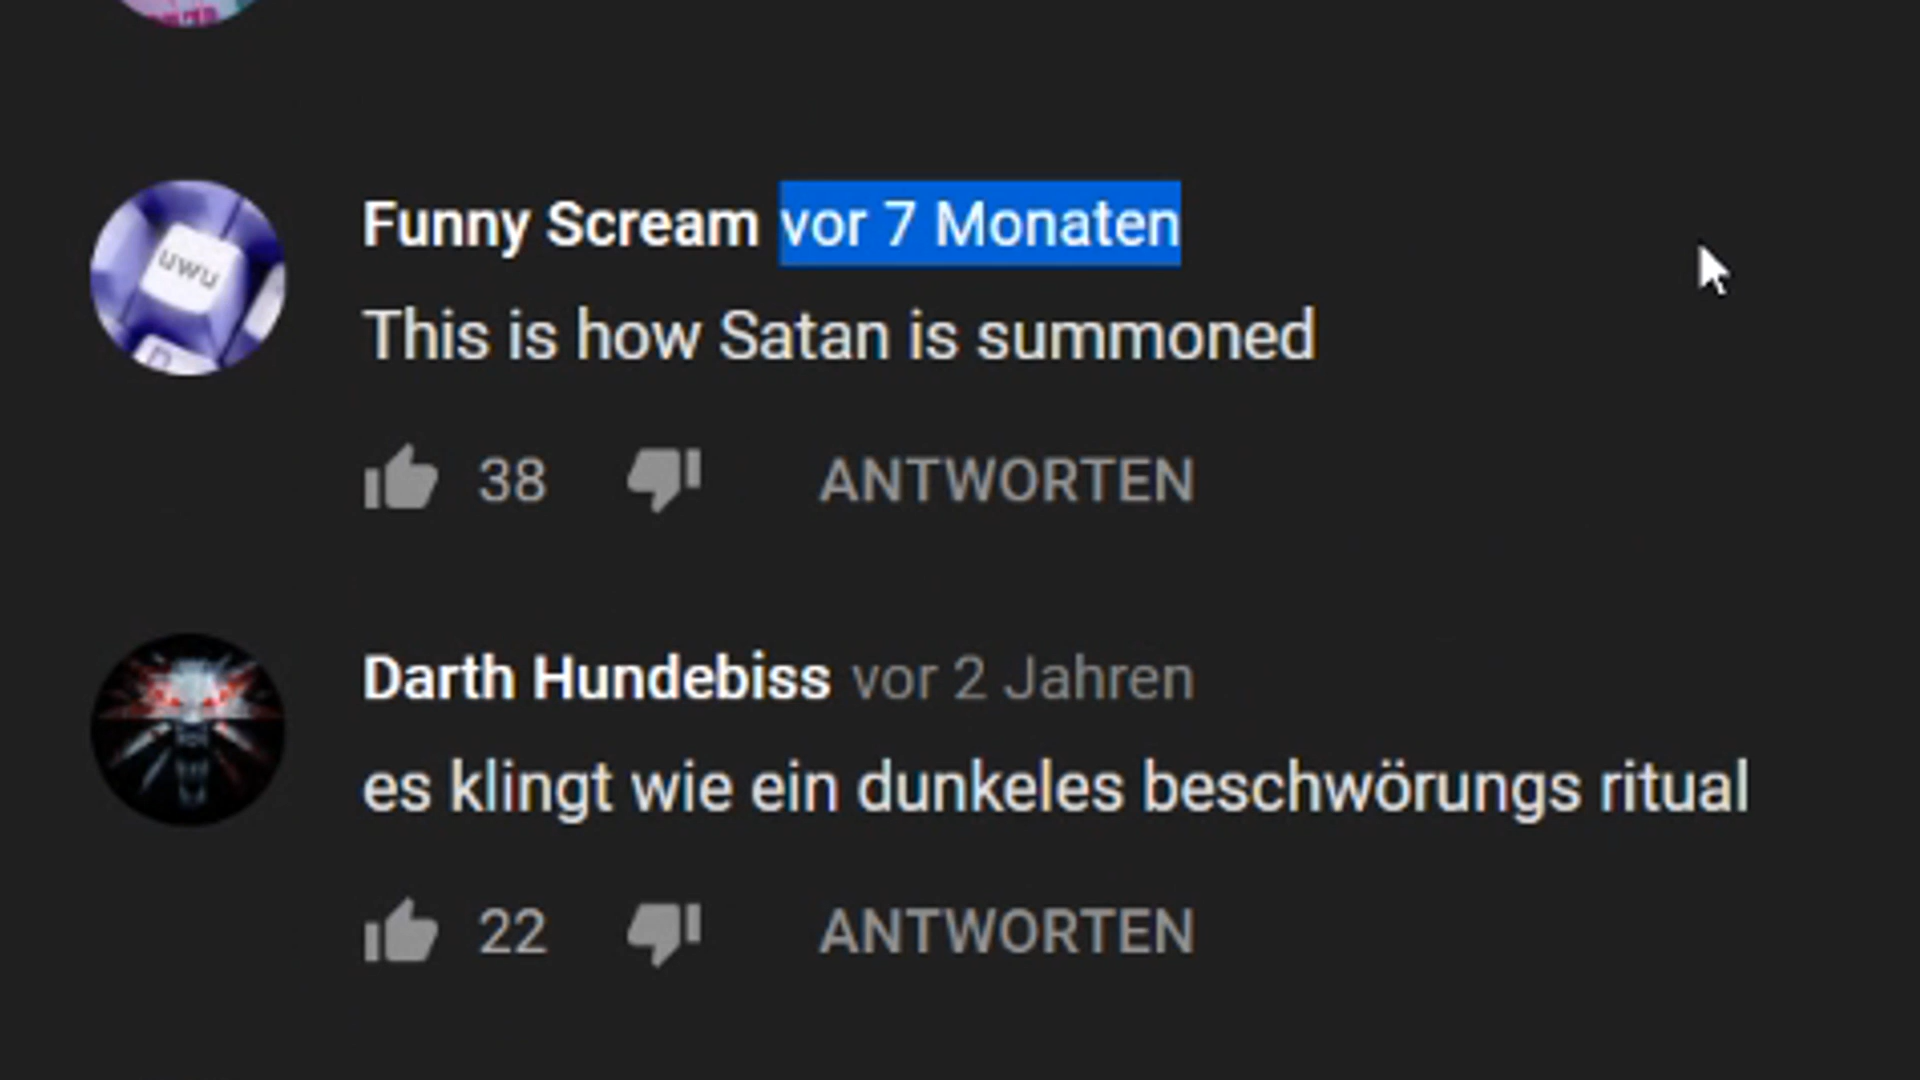 uwu
Funny Scream vor 7 Monaten
This is how Satan is summoned
38 ANTWORTEN
Darth Hundebiss vor 2 Jahren
es klingt wie ein dunkeles beschwörungs ritual
22 ANTWORTEN